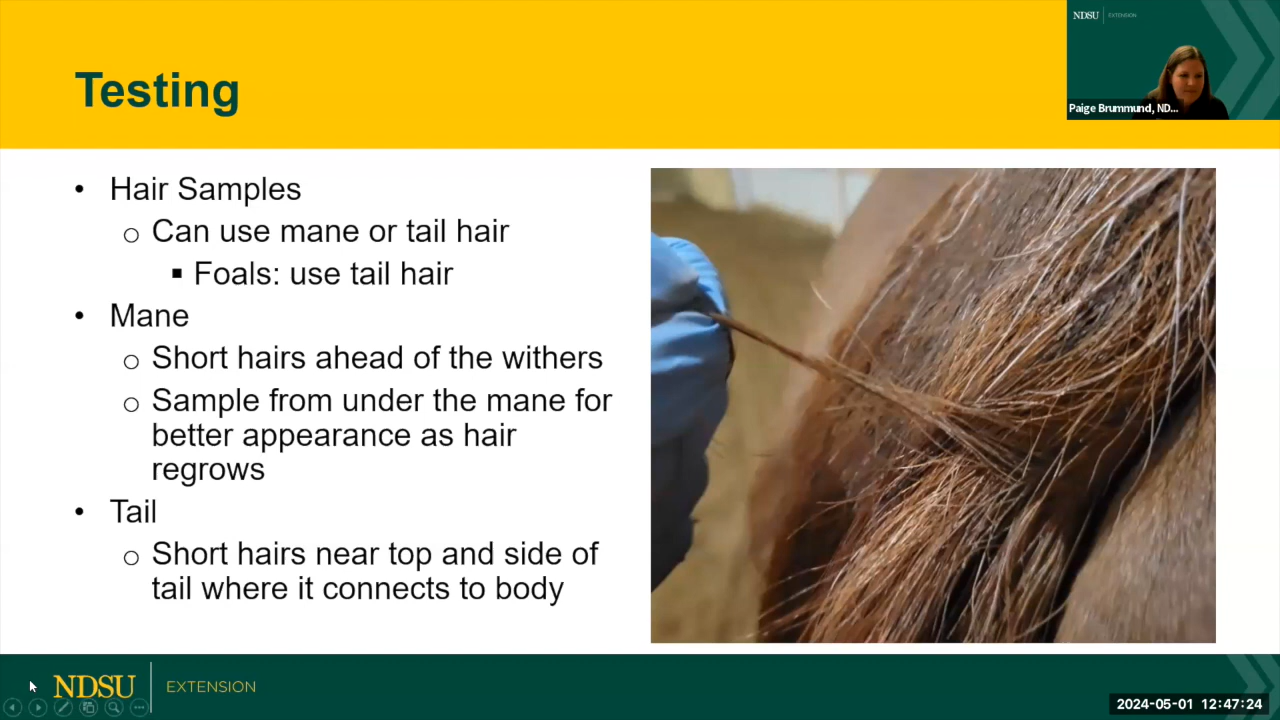 NDSU EXTENSION
Testing
Paige Brummund, ND...
• Hair Samples
o Can use mane or tail hair
▪ Foals: use tail hair
• Mane
o Short hairs ahead of the withers
o Sample from under the mane for
better appearance as hair
regrows
• Tail
o Short hairs near top and side of
tail where it connects to body
NDSU EXTENSION
2024-05-01 12:47:24